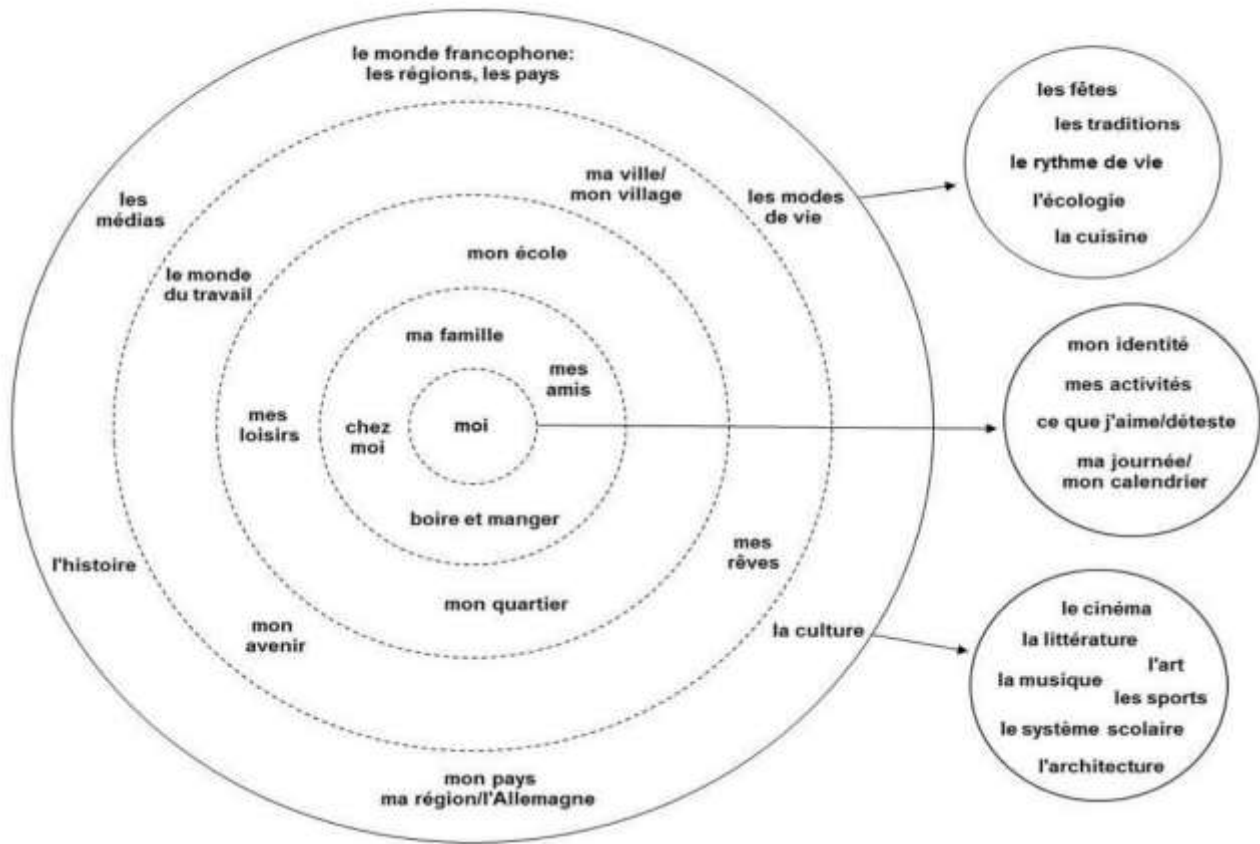 le monde francophone:
les régions, les pays
les
médias
ma ville/
mon village
les modes
de vie
mon école
le monde
du travail
ma famille
mes
amis
mes
loisirs
chez
moi
moi
boire et manger
l'histoire
mes
rêves
mon quartier
mon
avenir
la culture
mon pays
ma région/l'Allemagne
les fêtes
les traditions
le rythme de vie
l'écologie
la cuisine
mon identité
mes activités
ce que j'aime/déteste
ma journée/
mon calendrier
le cinéma
la littérature
l'art
la musique
les sports
le système scolaire
l'architecture